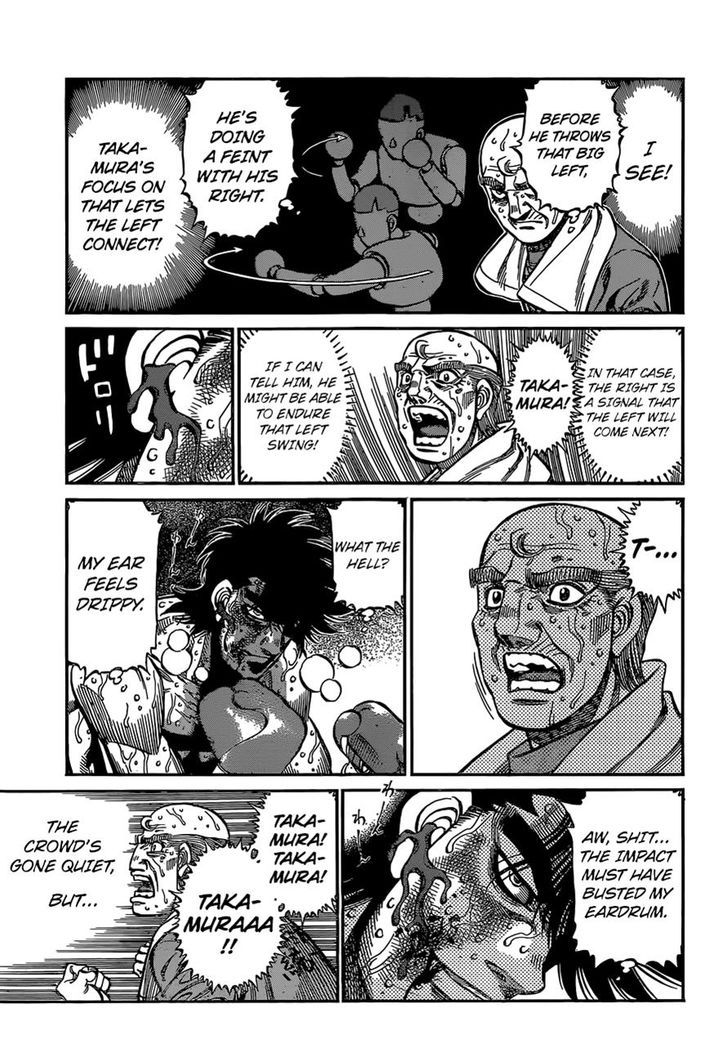 I
SEE!
BEFORE
HE THROWS
THAT BIG
LEFT,
HE'S
DOING
A FEINT
WITH HIS
RIGHT.
TAKA-
MURA'S
FOCUS ON
THAT LETS
THE LEFT
CONNECT!
IN THAT CASE,
THE RIGHT IS
A SIGNAL THAT
THE LEFT WILL
COME NEXT!
TAKA-
MURA!
IF I CAN
TELL HIM, HE
MIGHT BE ABLE
TO ENDURE
THAT LEFT
SWING!
ドロ
T-...
WHAT THE
HELL?
MY EAR
FEELS
DRIPPY.
AW, SHIT...
THE IMPACT
MUST HAVE
BUSTED MY
EARDRUM.
TAKA-
MURA!
TAKA-
MURA!
TAKA-
MURAAA
!!
THE
CROWD'S
GONE QUIET,
BUT...